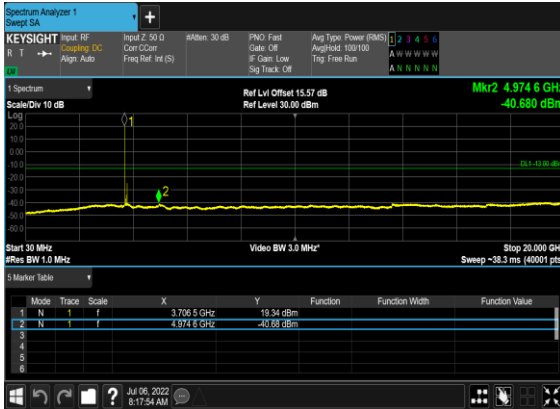 Spectrum Analyzer 1
Swept SA
+
KEYSIGHT Input: RF Input Z: 50 Ω #Atten: 30 dB PNO: Fast Avg Type: Power (RMS) 1 2 3 4 5 6
R T Coupling: DC Corr CCorr Gate: Off Avg|Hold: 100/100 A W W W W W
Align: Auto Freq Ref: Int (S) IF Gain: Low Trig: Free Run
Sig Track: Off A N N N N N
1 Spectrum
Scale/Div 10 dB
Ref Lvl Offset 15.57 dB
Ref Level 30.00 dBm
Mkr2 4.974 6 GHz
-40.680 dBm
Log
20.0
10.0
0.00
-10.0
-20.0
-30.0
-40.0
-50.0
-60.0
1
2
DL1 -13.00 dBm
Start 30 MHz Video BW 3.0 MHz* Stop 20.000 GHz
#Res BW 1.0 MHz Sweep ~38.3 ms (40001 pts)
5 Marker Table
Mode Trace Scale X Y Function Function Width Function Value
1 N 1 f 3.706 5 GHz 19.34 dBm
2 N 1 f 4.974 6 GHz -40.68 dBm
3
4
5
6
? Jul 06, 2022
8:17:54 AM